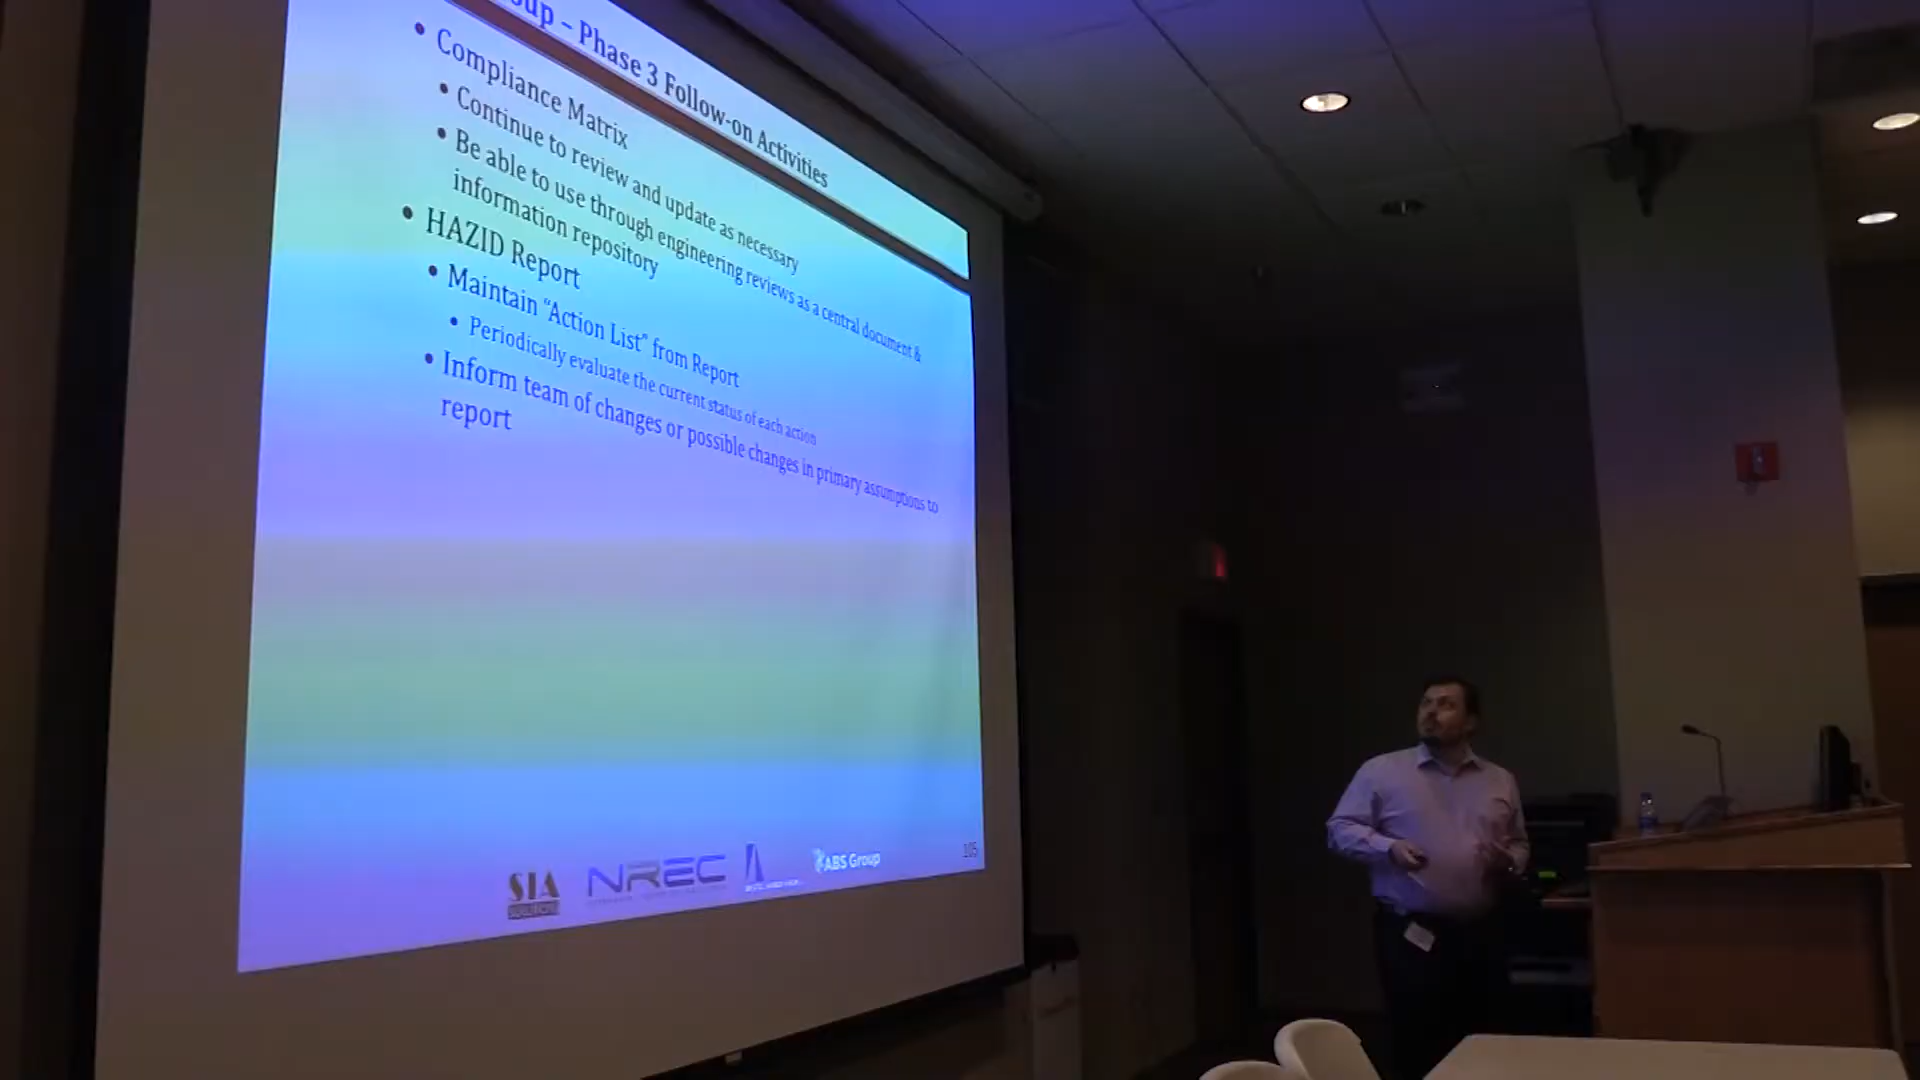 – Phase 3 Follow-on Activities
• Compliance Matrix
• Continue to review and update as necessary
• Be able to use through engineering reviews as a central document &
information repository
• HAZID Report
• Maintain “Action List” from Report
• Periodically evaluate the current status of each action
• Inform team of changes or possible changes in primary assumptions to
report
SIA
NREC
ABS Group
105